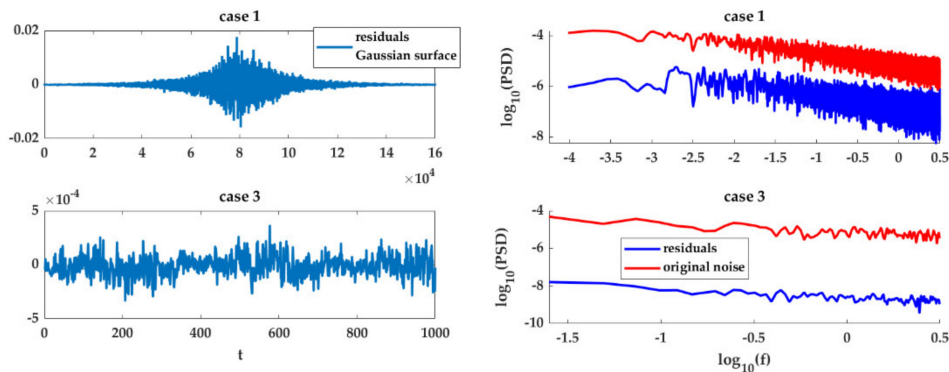 case 1
0.02
0
-0.02
residuals
Gaussian surface
0 2 4 6 8 10 12 14 16
×10⁴
case 3
×10⁻⁴
5
0
-5
0 200 400 600 800 1000
t
case 1
log₁₀(PSD)
-4
-6
-8
-4 -3.5 -3 -2.5 -2 -1.5 -1 -0.5 0 0.5
case 3
log₁₀(PSD)
-4
-6
-8
-10
residuals
original noise
-1.5 -1 -0.5 0 0.5
log₁₀(f)